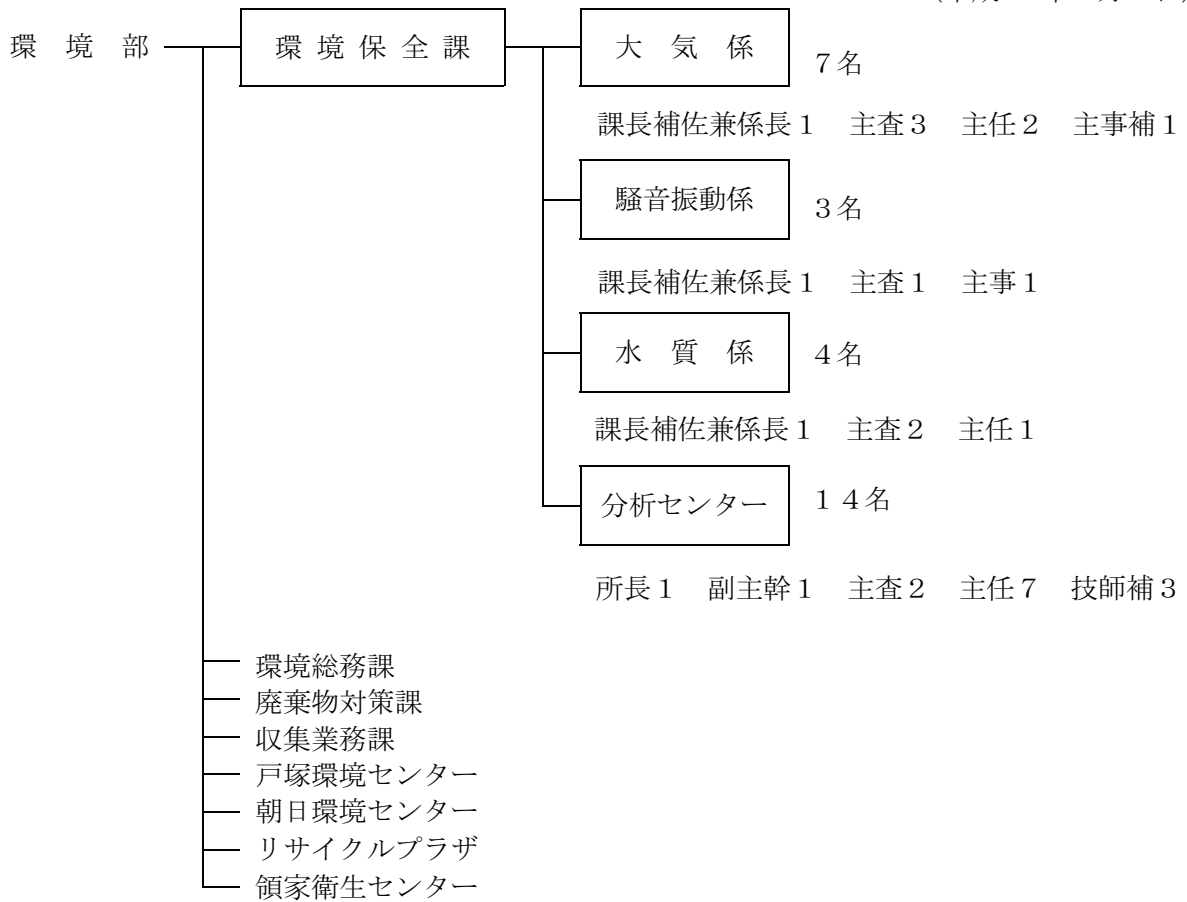 環境部 環境保全課 大気係 7名
課長補佐兼係長1 主査3 主任2 主事補1
騒音振動係 3名
課長補佐兼係長1 主査1 主事1
水質係 4名
課長補佐兼係長1 主査2 主任1
分析センター 14名
所長1 副主幹1 主査2 主任7 技師補3
環境総務課
廃棄物対策課
収集業務課
戸塚環境センター
朝日環境センター
リサイクルプラザ
領家衛生センター